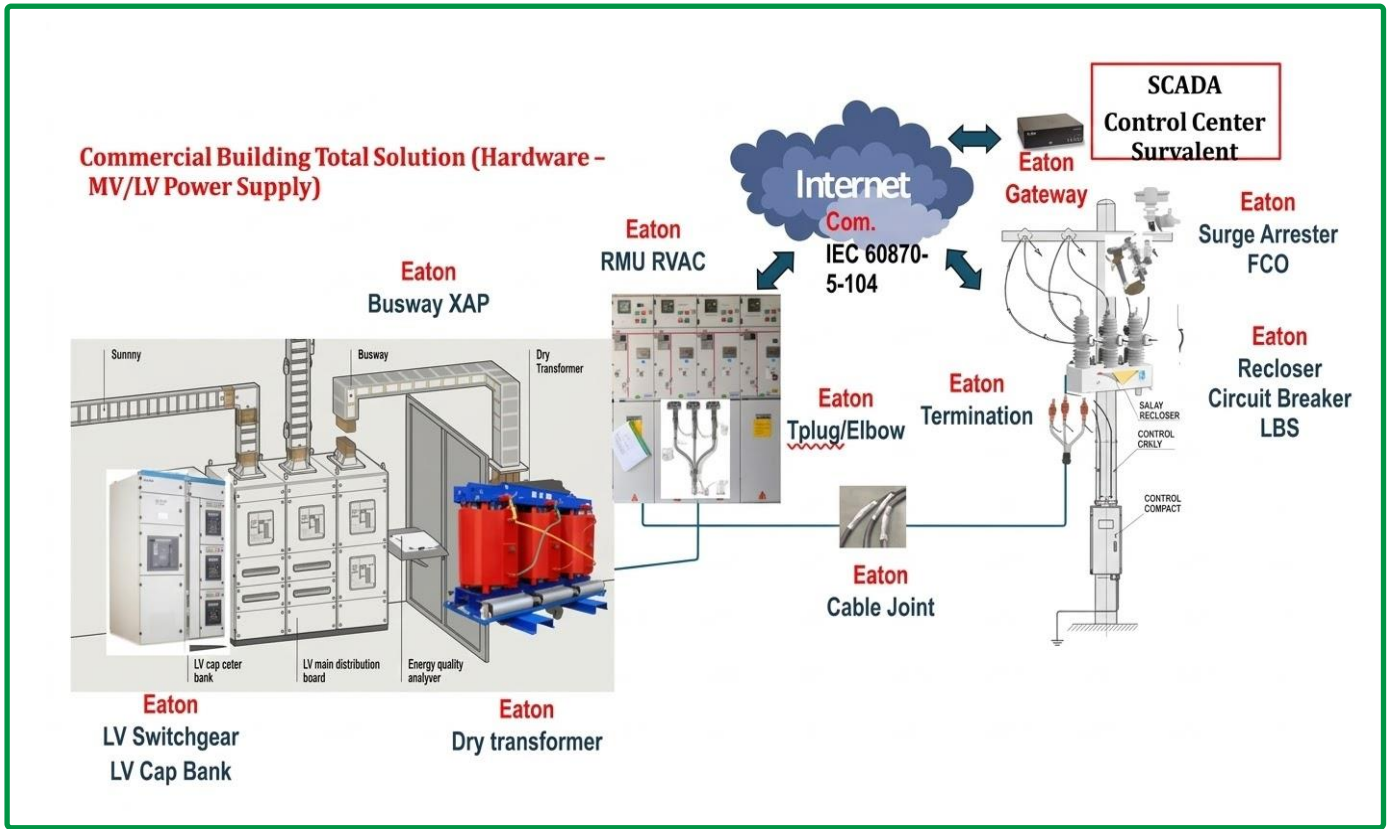 SCADA
Control Center
Survalent
Commercial Building Total Solution (Hardware –
MV/LV Power Supply)
Internet
Com.
IEC 60870-
5-104
Eaton
Gateway
Eaton
Surge Arrester
FCO
Eaton
RMU RVAC
Eaton
Busway XAP
Sunnny
Busway
Dry
Transformer
Eaton
Recloser
Circuit Breaker
LBS
Eaton
Tplug/Elbow
Eaton
Termination
SALAY
RECLOSER
CONTROL
CRKLY
CONTROL
COMPACT
Eaton
Cable Joint
LV cap ceter
bank
LV main distribution
board
Energy quality
analyver
Eaton
LV Switchgear
LV Cap Bank
Eaton
Dry transformer